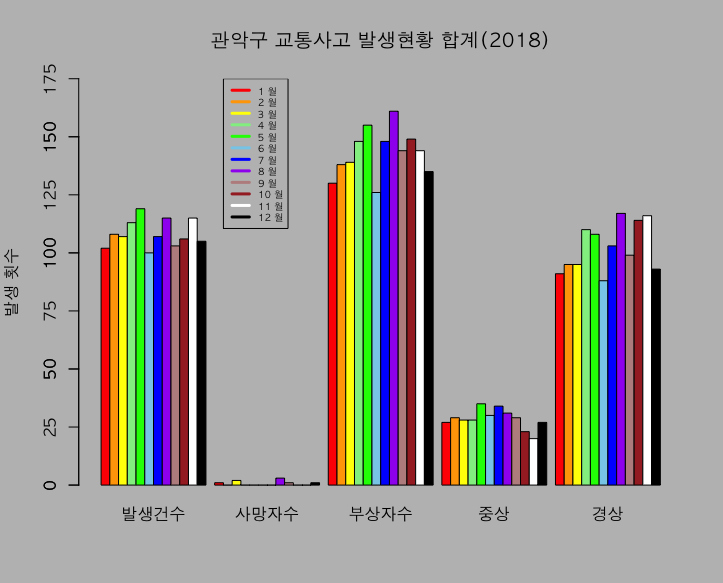 관악구 교통사고 발생현황 합계(2018)
발생 횟수
175
150
125
100
75
50
25
0
1 월
2 월
3 월
4 월
5 월
6 월
7 월
8 월
9 월
10 월
11 월
12 월
발생건수 사망자수 부상자수 중상 경상